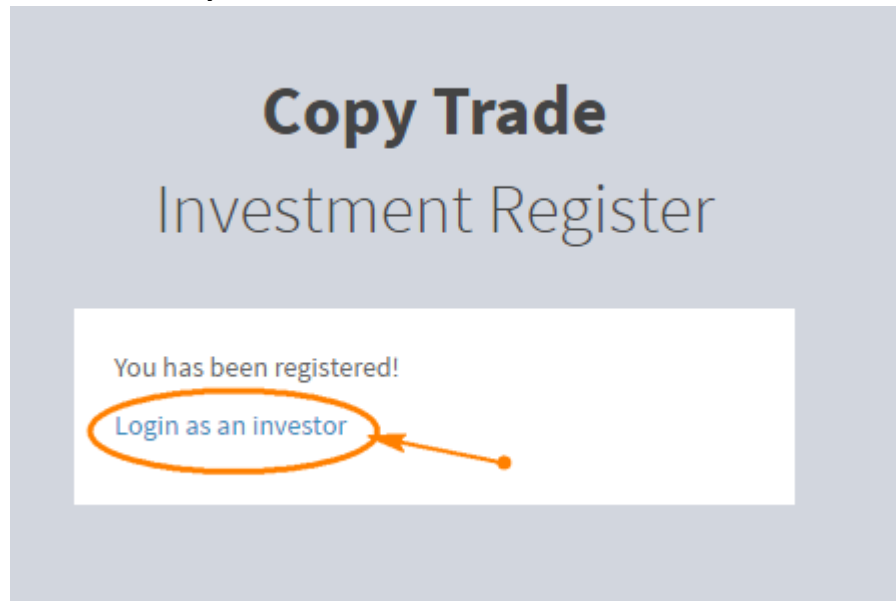 Copy Trade
Investment Register
You has been registered!
Login as an investor